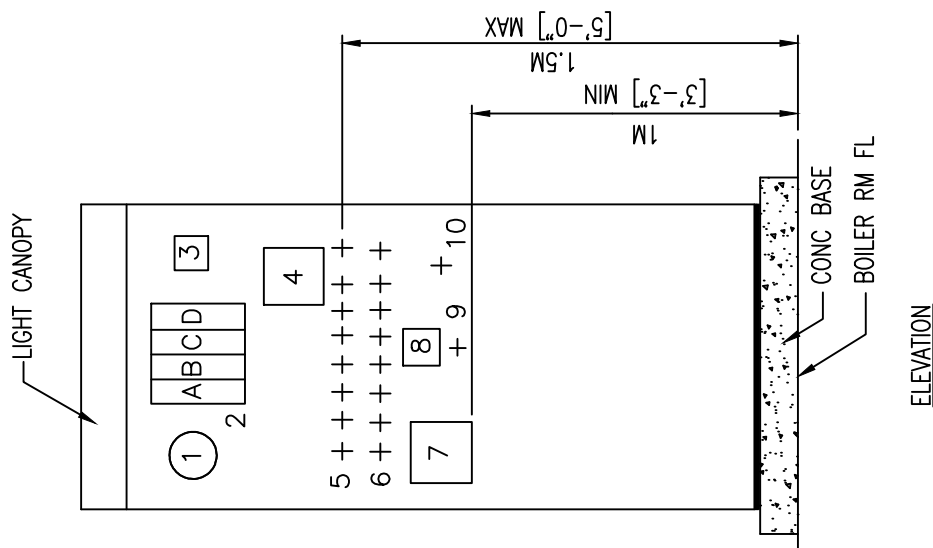 LIGHT CANOPY
1
A B C D
2
3
4
5
6
7
8
9
10
1M
[3'-3"] MIN
1.5M
[5'-0"] MAX
CONC BASE
BOILER RM FL
ELEVATION